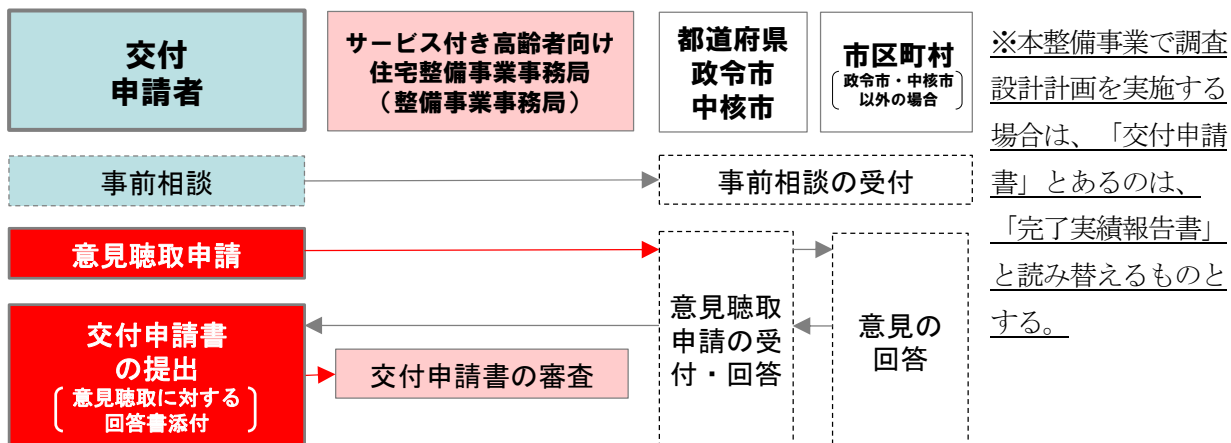 交付
申請者
サービス付き高齢者向け
住宅整備事業事務局
（整備事業事務局）
都道府県
政令市
中核市
市区町村
（政令市・中核市
以外の場合）
事前相談
事前相談の受付
意見聴取申請
交付申請書
の提出
（意見聴取に対する
回答書添付）
交付申請書の審査
意見聴取
申請の受
付・回答
意見の
回答
※本整備事業で調査
設計計画を実施する
場合は、「交付申請
書」とあるのは、
「完了実績報告書」
と読み替えるものと
する。